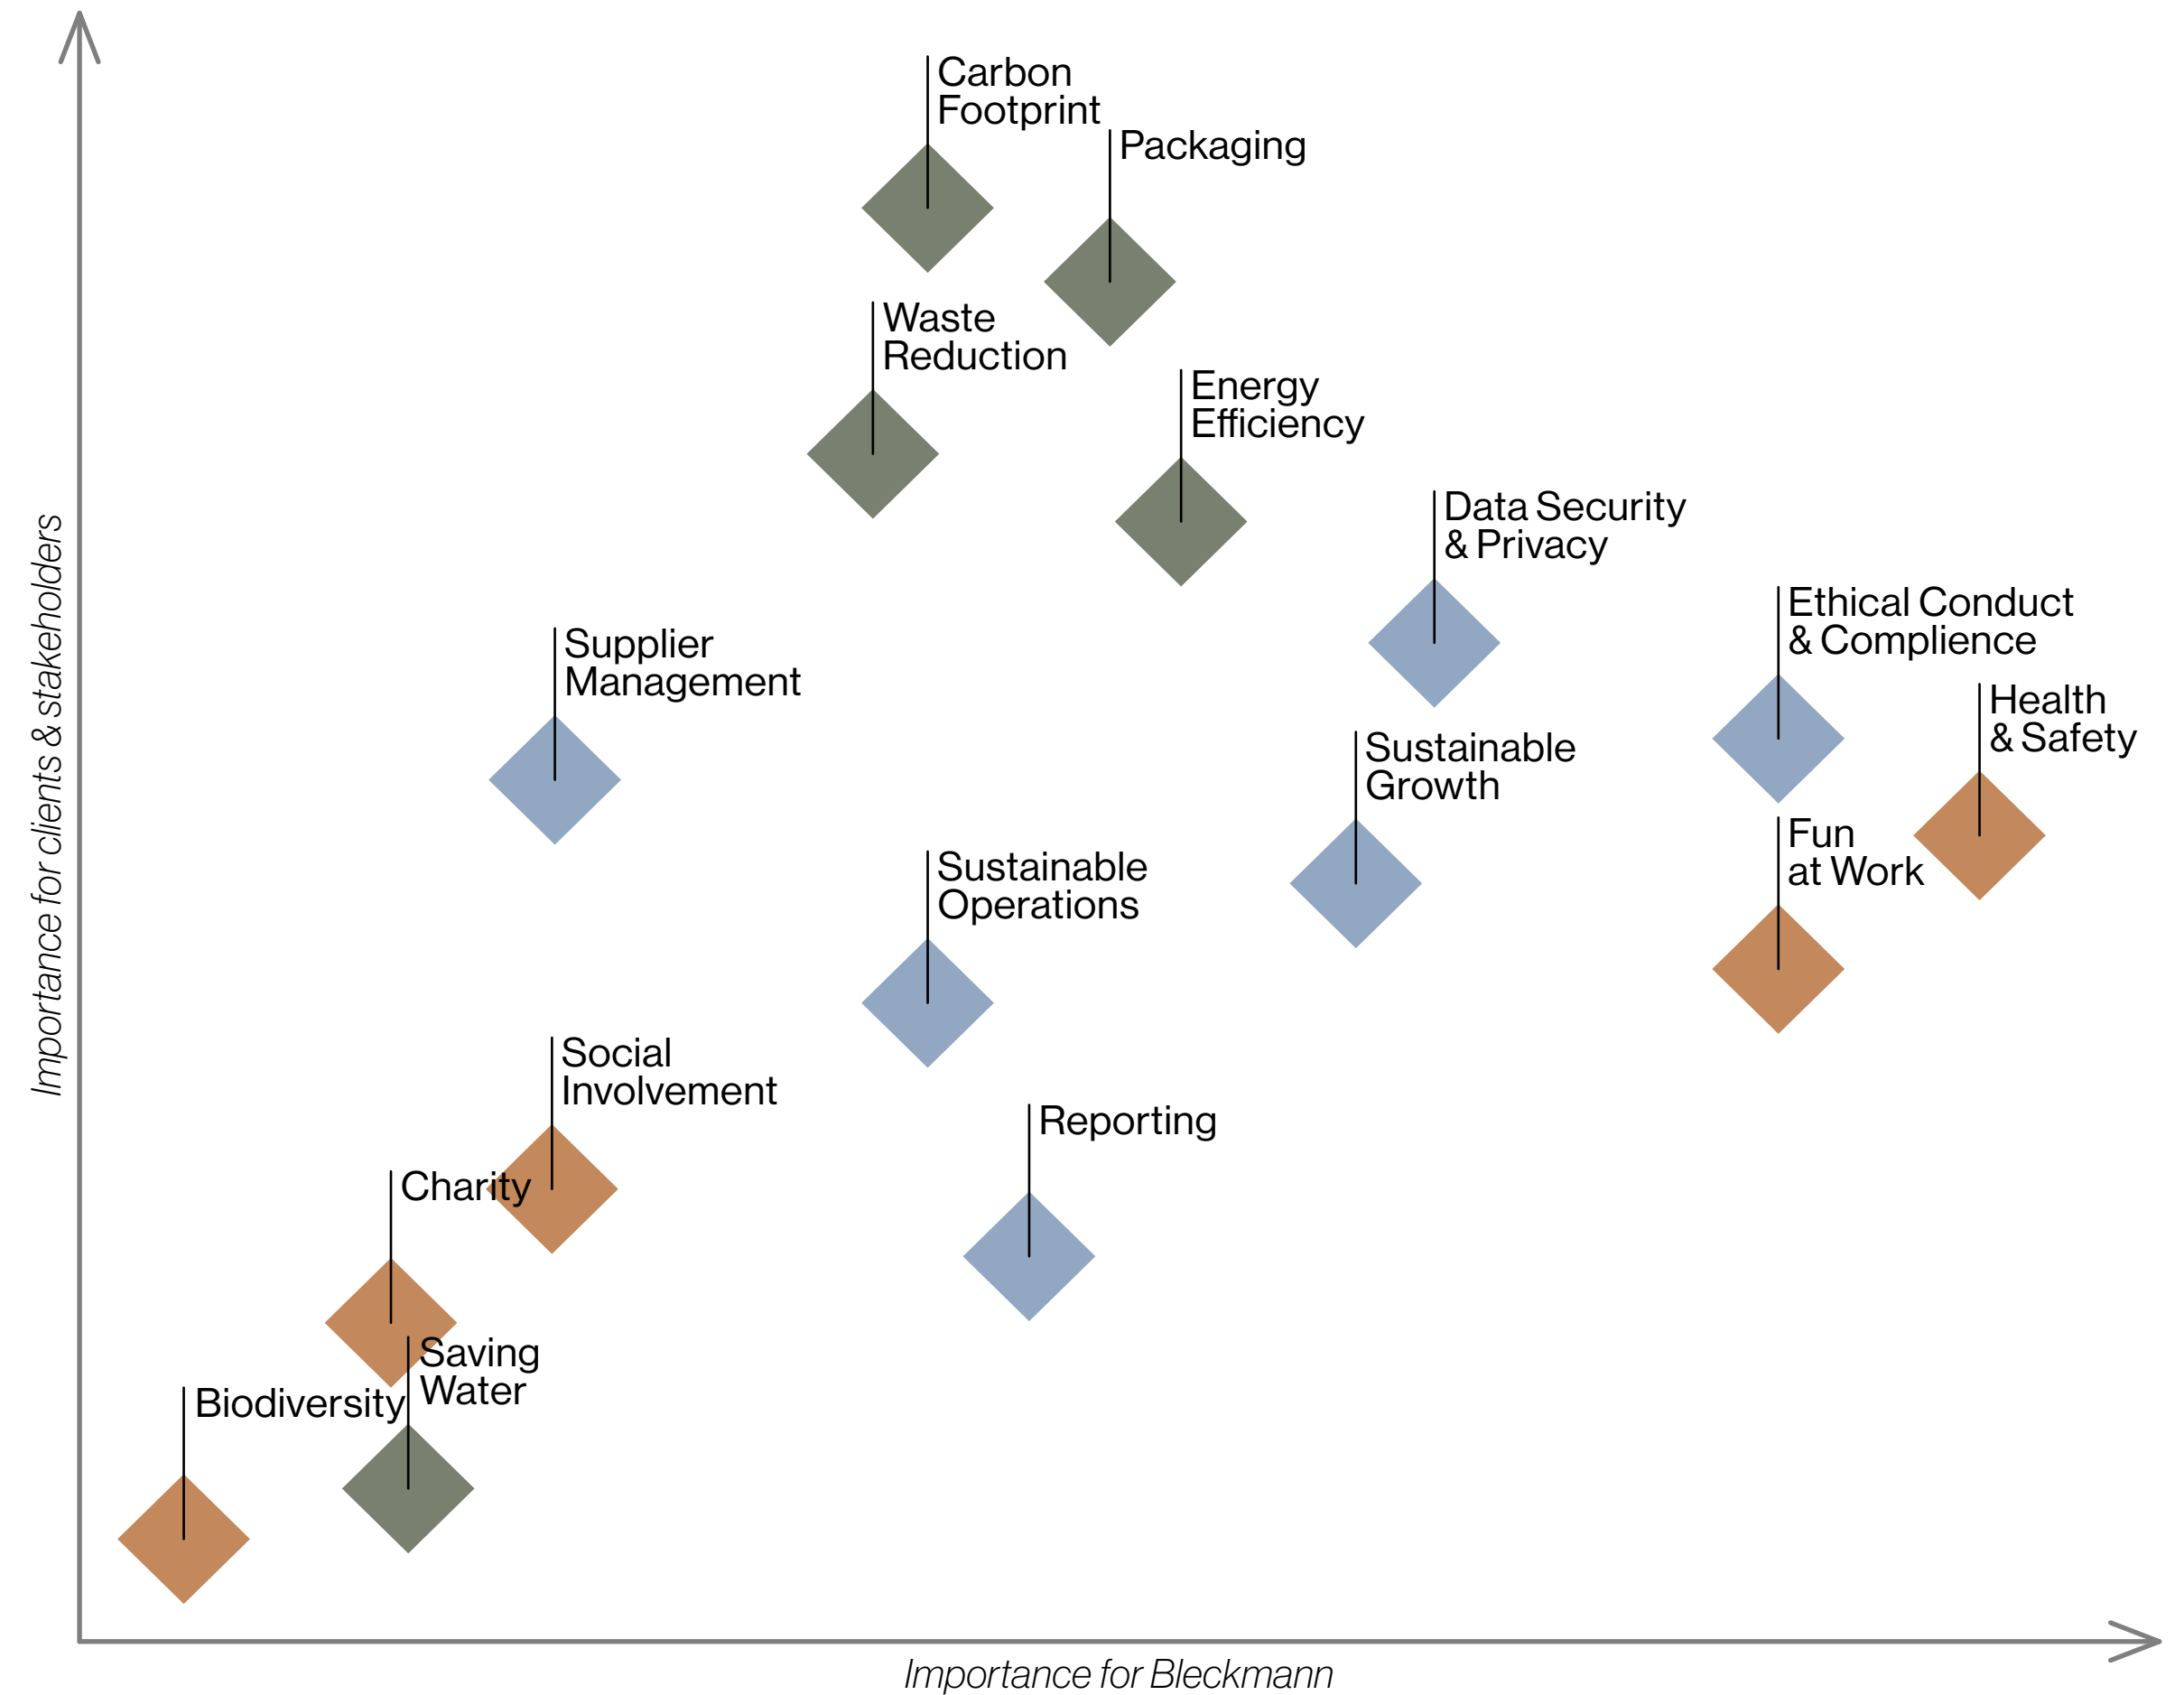 Carbon
Footprint
Packaging
Waste
Reduction
Energy
Efficiency
Data Security
& Privacy
Ethical Conduct
& Complience
Supplier
Management
Health
& Safety
Sustainable
Growth
Fun
at Work
Sustainable
Operations
Social
Involvement
Reporting
Charity
Saving
Water
Biodiversity
Importance for clients & stakeholders
Importance for Bleckmann